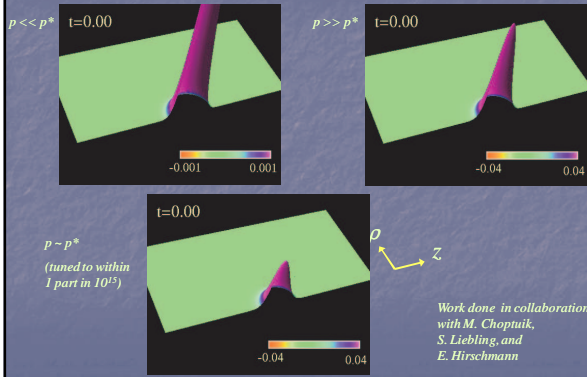 p << p*
t=0.00
-0.001 0.001
p >> p*
t=0.00
-0.04 0.04
t=0.00
-0.04 0.04
p ~ p*
(tuned to within
1 part in 10¹⁵)
ρ
z
Work done in collaboration
with M. Choptuik,
S. Liebling, and
E. Hirschmann